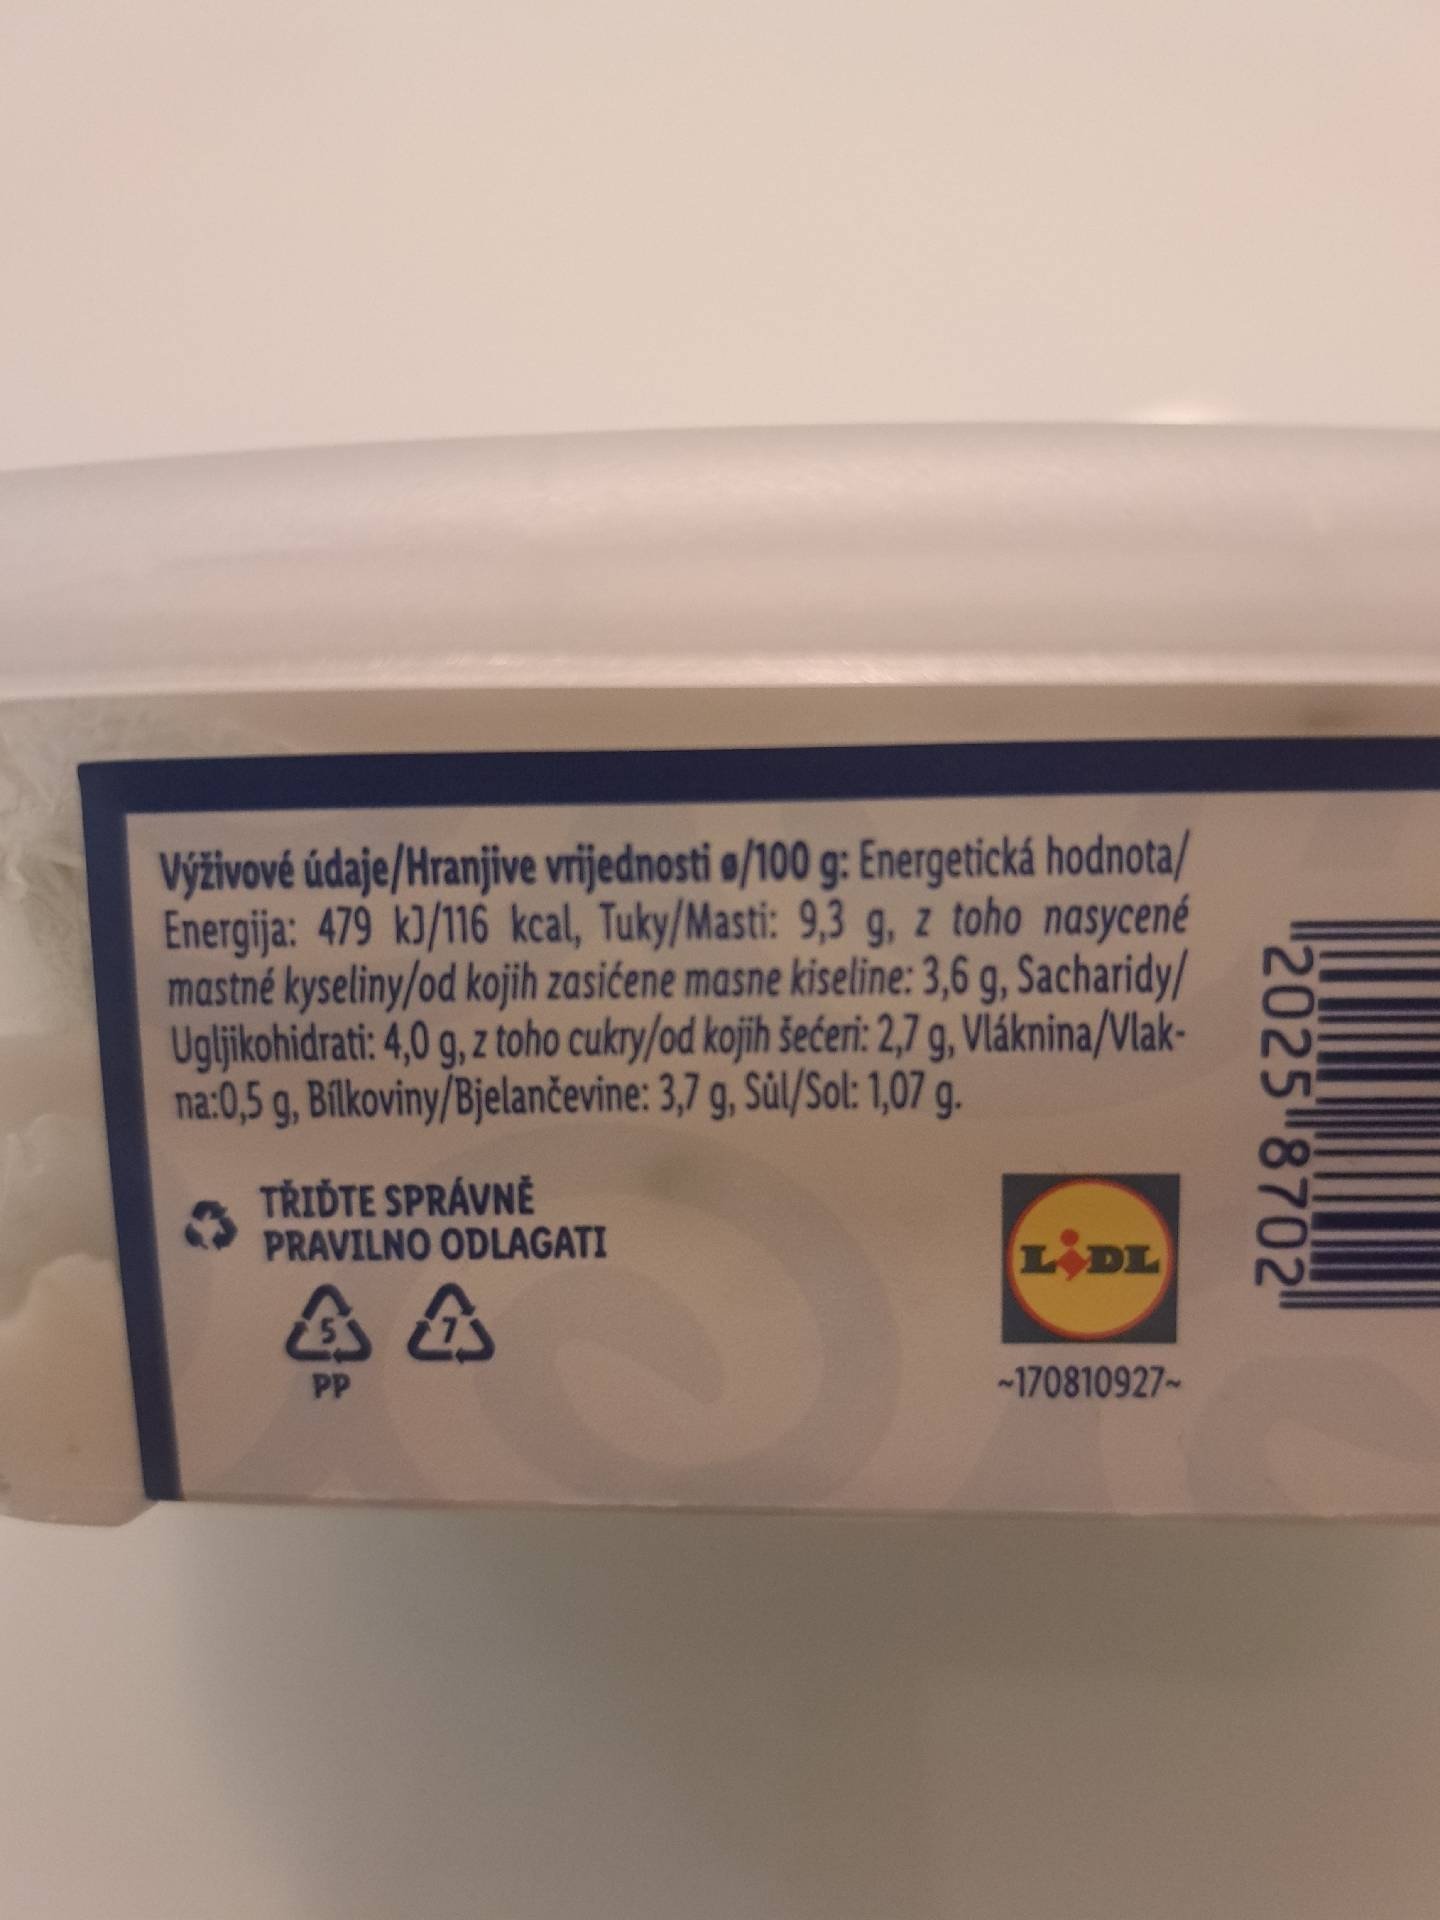 Výživové údaje/Hranjive vrijednosti ø/100 g: Energetická hodnota/
Energija: 479 kJ/116 kcal, Tuky/Masti: 9,3 g, z toho nasycené
mastné kyseliny/od kojih zasićene masne kiseline: 3,6 g, Sacharidy/
Ugljikohidrati: 4,0 g, z toho cukry/od kojih šećeri: 2,7 g, Vláknina/Vlak-
na:0,5 g, Bílkoviny/Bjelančevine: 3,7 g, Sůl/Sol: 1,07 g.
TŘIĎTE SPRÁVNĚ
PRAVILNO ODLAGATI
5 7
PP
LIDL
~170810927~
2025 8702